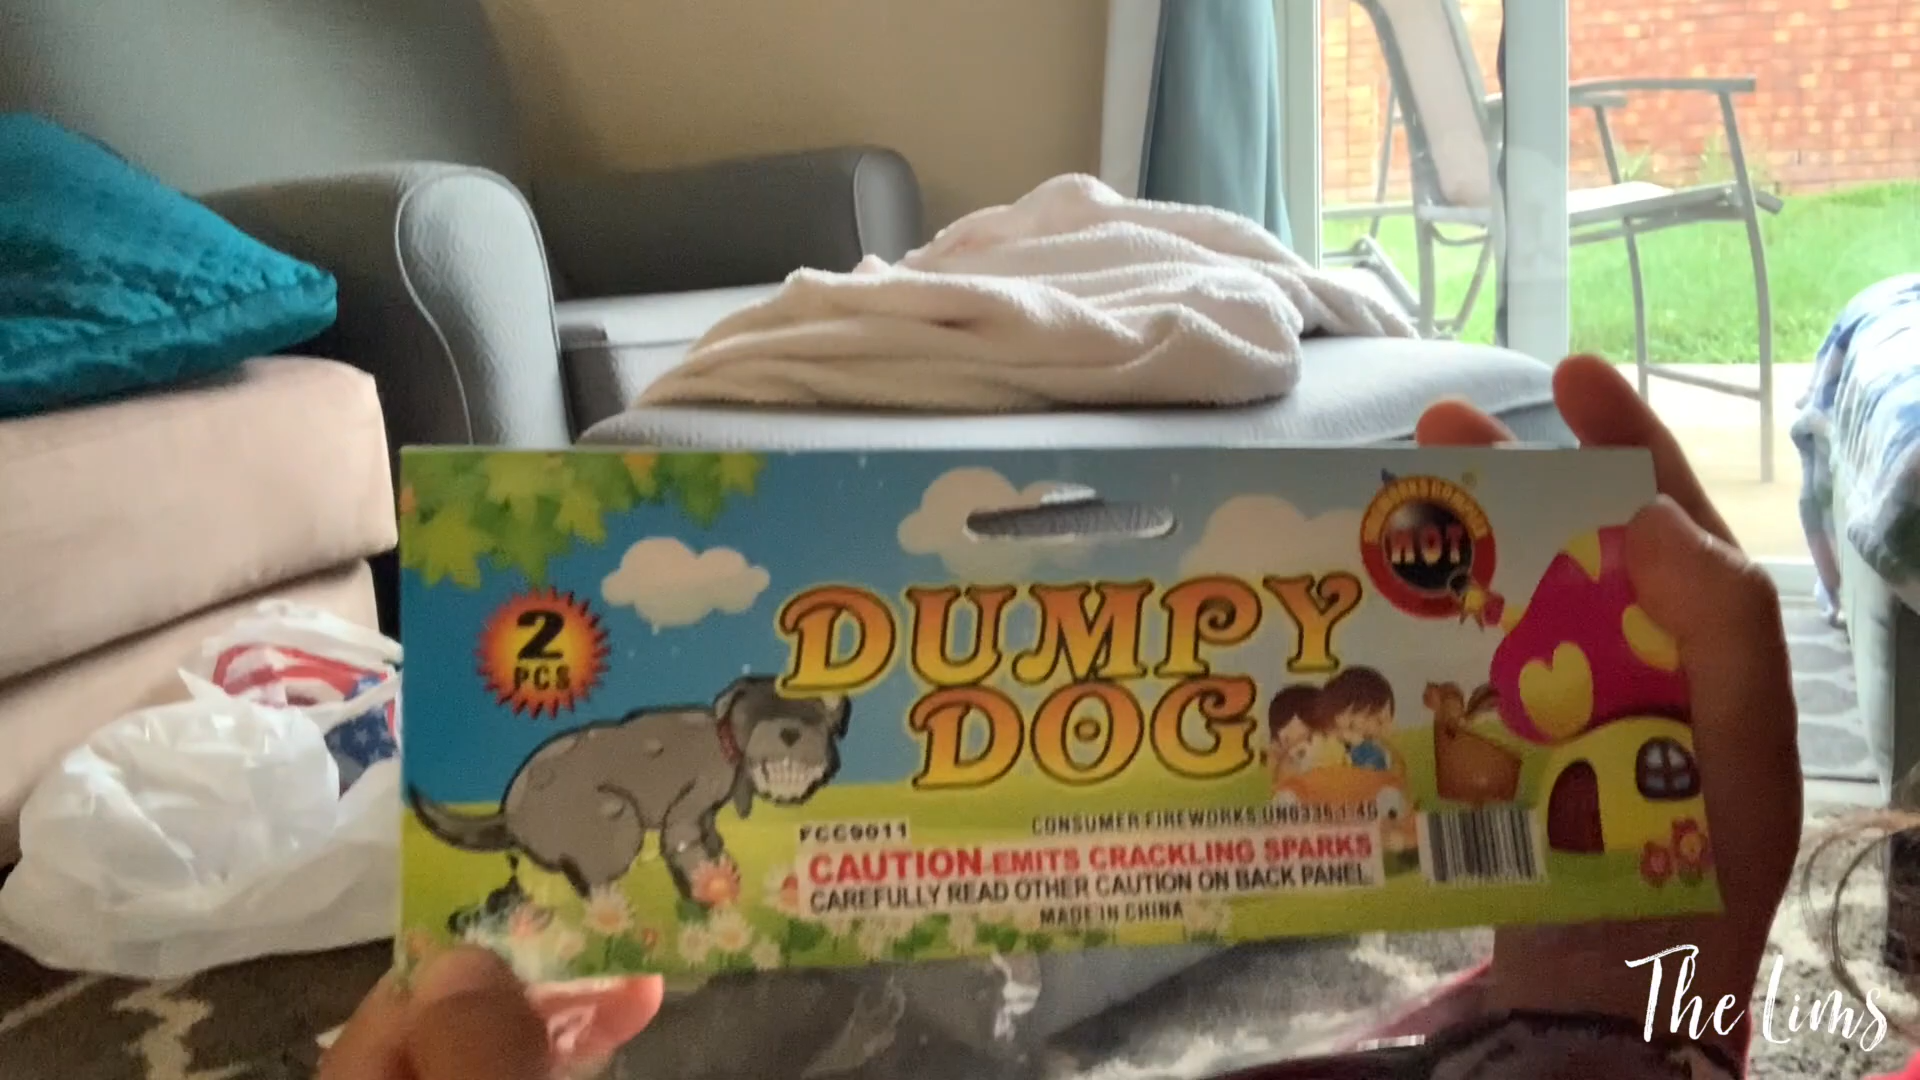 HOT
2
PCS
DUMPY
DOG
FCC9011
CONSUMER FIREWORKS UN0336 1.4G
CAUTION-EMITS CRACKLING SPARKS
CAREFULLY READ OTHER CAUTION ON BACK PANEL
MADE IN CHINA
The Lims